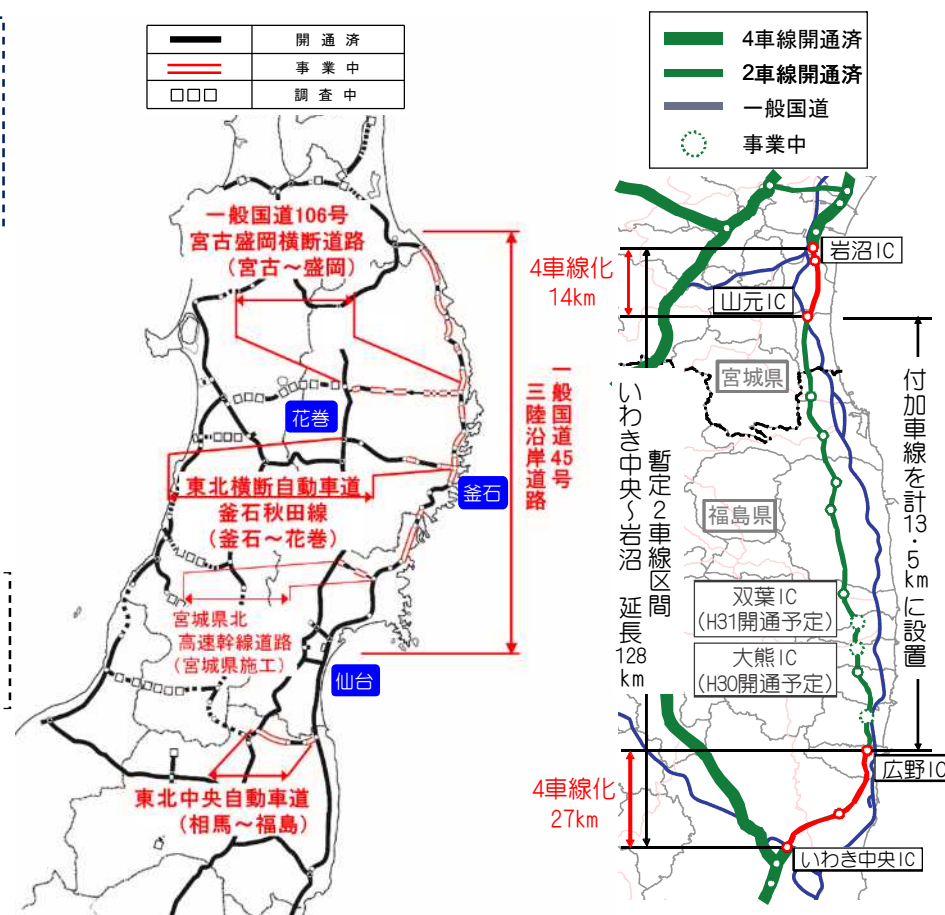 開通済
事業中
調査中
一般国道106号
宮古盛岡横断道路
(宮古～盛岡)
花巻
東北横断自動車道
釜石秋田線
(釜石～花巻)
釜石
一般国道45号
三陸沿岸道路
宮城県北
高速幹線道路
(宮城県施工)
仙台
東北中央自動車道
(相馬～福島)
4車線開通済
2車線開通済
一般国道
事業中
岩沼IC
4車線化
14km
山元IC
宮城県
福島県
暫定2車線区間
いわき中央～岩沼 延長128km
付加車線を計13・5kmに設置
双葉IC
(H31開通予定)
大熊IC
(H30開通予定)
広野IC
4車線化
27km
いわき中央IC